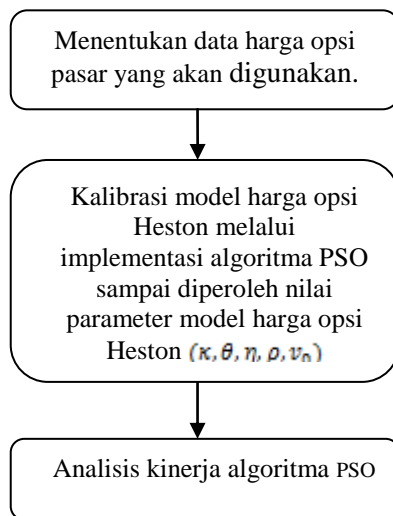 Menentukan data harga opsi
pasar yang akan digunakan.
Kalibrasi model harga opsi
Heston melalui
implementasi algoritma PSO
sampai diperoleh nilai
parameter model harga opsi
Heston (κ, θ, η, ρ, v₀)
Analisis kinerja algoritma PSO